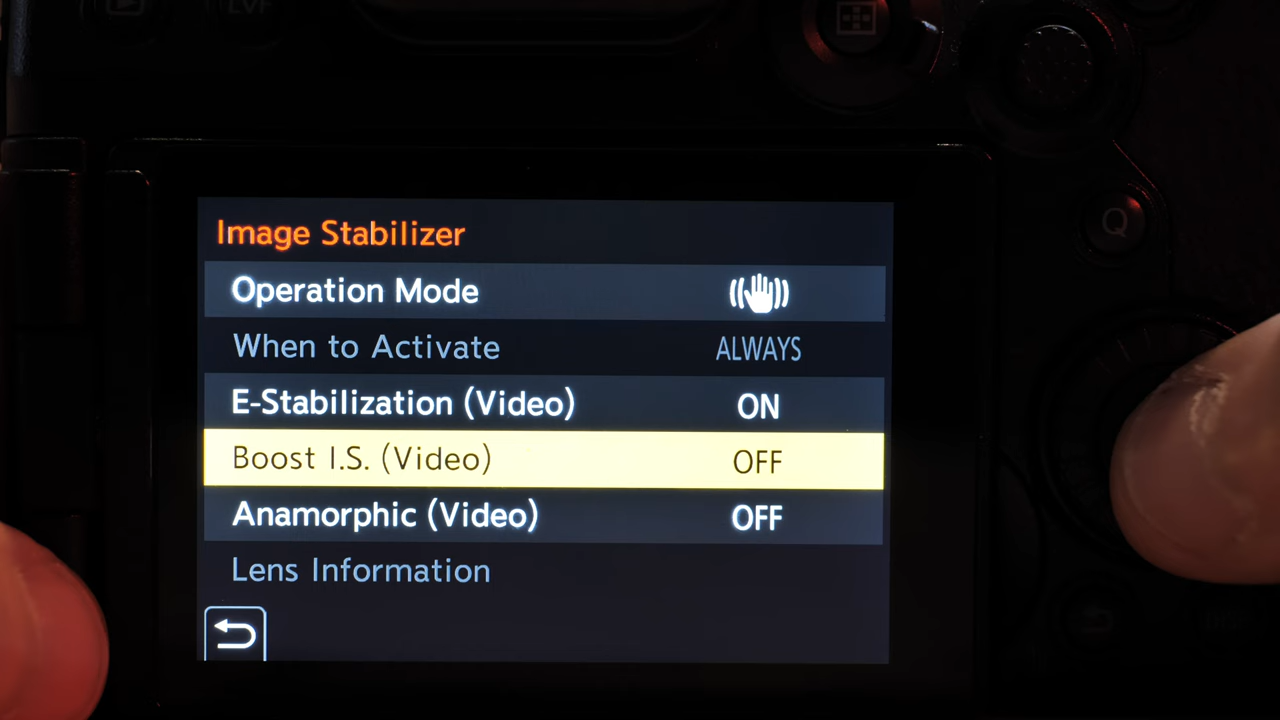 LVF
Q
Image Stabilizer
Operation Mode
When to Activate ALWAYS
E-Stabilization (Video) ON
Boost I.S. (Video) OFF
Anamorphic (Video) OFF
Lens Information